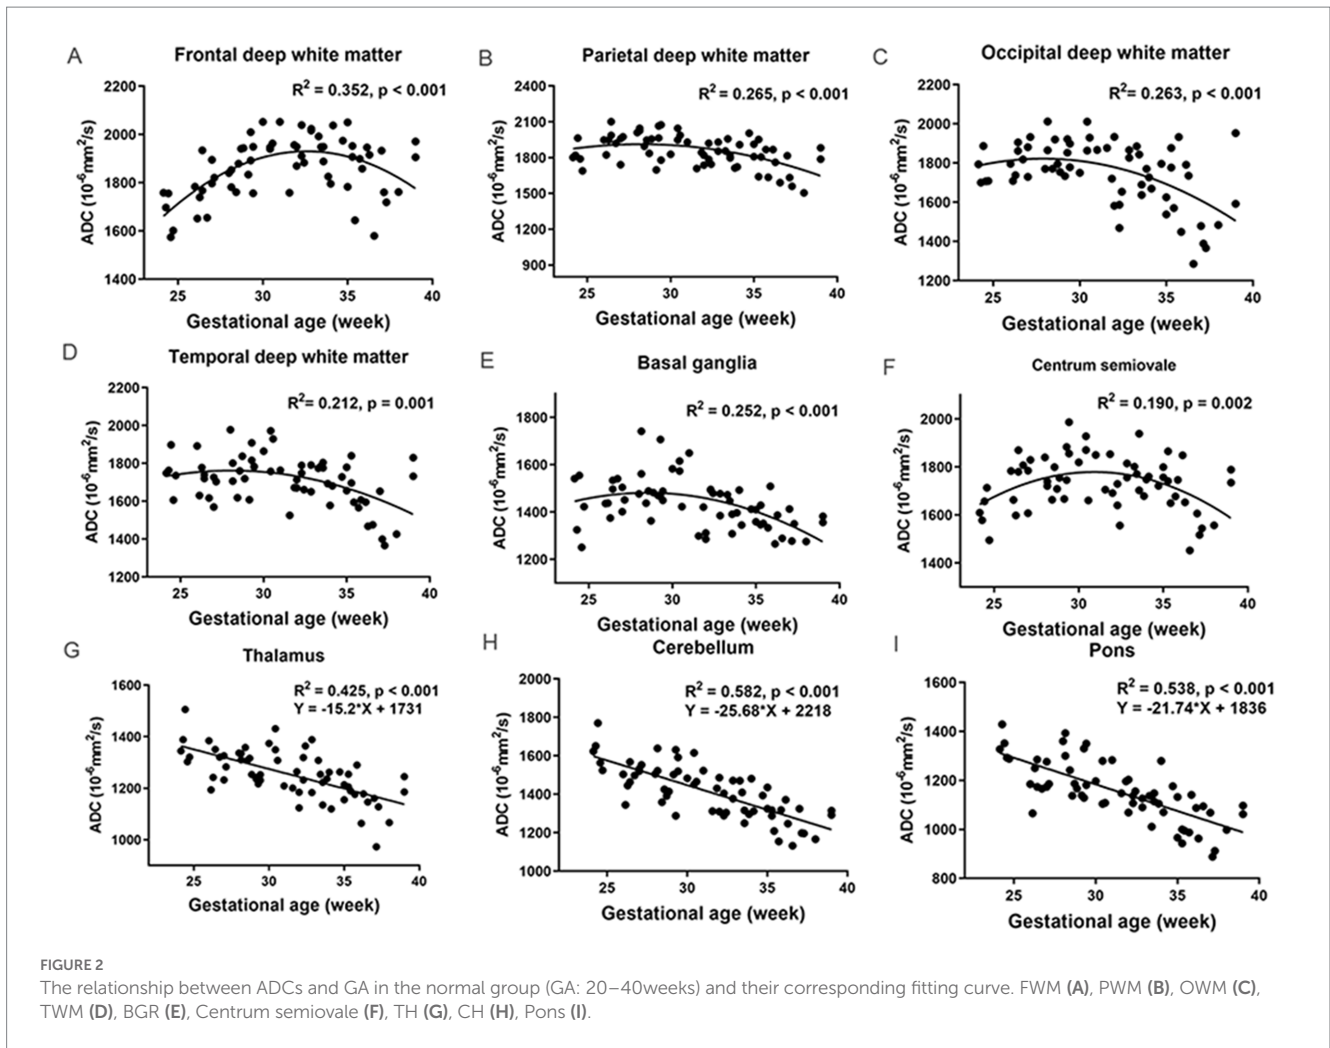 A
Frontal deep white matter
R² = 0.352, p < 0.001
ADC (10⁻⁶mm²/s)
2200
2000
1800
1600
1400
25 30 35 40
Gestational age (week)
B
Parietal deep white matter
R² = 0.265, p < 0.001
ADC (10⁻⁶mm²/s)
2400
2100
1800
1500
1200
900
25 30 35 40
Gestational age (week)
C
Occipital deep white matter
R²= 0.263, p < 0.001
ADC (10⁻⁶mm²/s)
2200
2000
1800
1600
1400
1200
25 30 35 40
Gestational age (week)
D
Temporal deep white matter
R²= 0.212, p = 0.001
ADC (10⁻⁶mm²/s)
2200
2000
1800
1600
1400
1200
25 30 35 40
Gestational age (week)
E
Basal ganglia
R² = 0.252, p < 0.001
ADC (10⁻⁶mm²/s)
1800
1600
1400
1200
25 30 35 40
Gestational age (week)
F
Centrum semiovale
R² = 0.190, p = 0.002
ADC (10⁻⁶mm²/s)
2000
1800
1600
1400
25 30 35 40
Gestational age (week)
G
Thalamus
R² = 0.425, p < 0.001
Y = -15.2*X + 1731
ADC (10⁻⁶mm²/s)
1600
1400
1200
1000
25 30 35 40
Gestational age (week)
H
Cerebellum
R² = 0.582, p < 0.001
Y = -25.68*X + 2218
ADC (10⁻⁶mm²/s)
2000
1800
1600
1400
1200
1000
25 30 35 40
Gestational age (week)
I
Pons
R² = 0.538, p < 0.001
Y = -21.74*X + 1836
ADC (10⁻⁶mm²/s)
1600
1400
1200
1000
800
25 30 35 40
Gestational age (week)
FIGURE 2
The relationship between ADCs and GA in the normal group (GA: 20–40weeks) and their corresponding fitting curve. FWM (A), PWM (B), OWM (C),
TWM (D), BGR (E), Centrum semiovale (F), TH (G), CH (H), Pons (I).